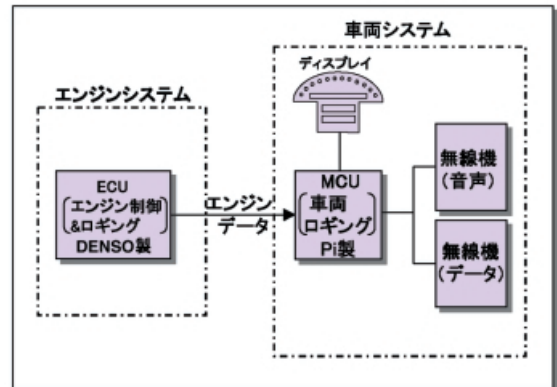 車両システム
ディスプレイ
エンジンシステム
ECU
エンジン制御
&ロギング
DENSO製
エンジン
データ
MCU
車両
ロギング
Pi製
無線機
(音声)
無線機
(データ)